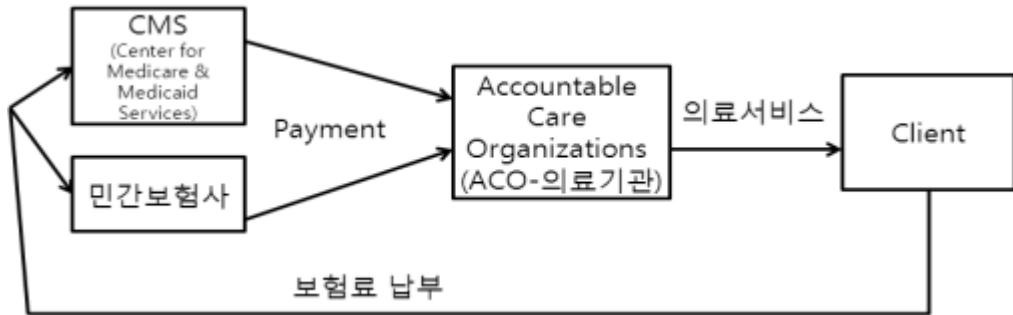 CMS
(Center for
Medicare &
Medicaid
Services)
Payment
민간보험사
Accountable
Care
Organizations
(ACO-의료기관)
의료서비스
Client
보험료 납부